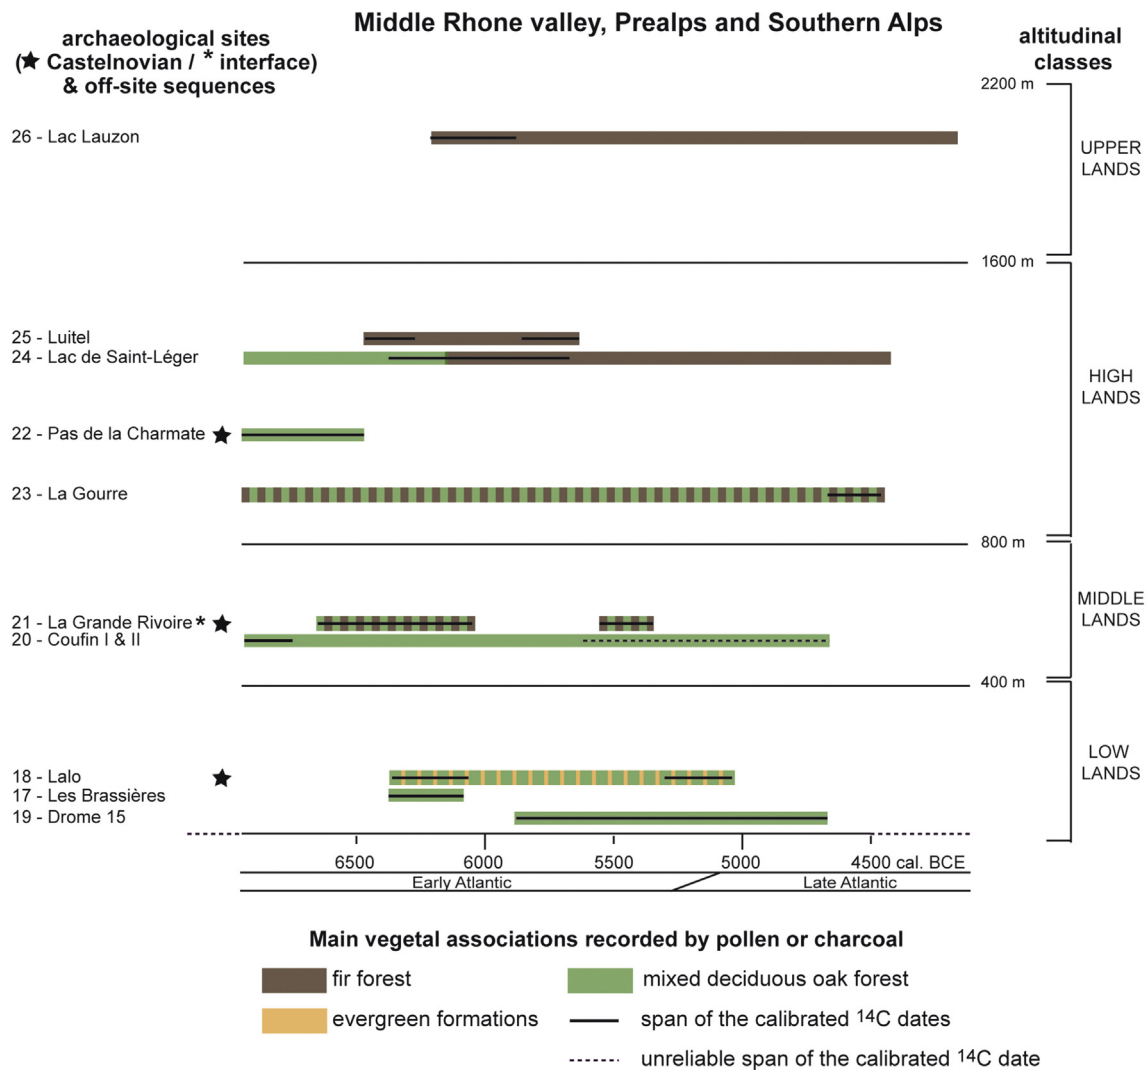 Middle Rhone valley, Prealps and Southern Alps
archaeological sites
(★ Castelnovian / * interface)
& off-site sequences
altitudinal
classes
2200 m
26 - Lac Lauzon
UPPER
LANDS
1600 m
25 - Luitel
24 - Lac de Saint-Léger
HIGH
LANDS
22 - Pas de la Charmate ★
23 - La Gourre
800 m
21 - La Grande Rivoire * ★
20 - Coufin I & II
MIDDLE
LANDS
400 m
18 - Lalo ★
17 - Les Brassières
19 - Drome 15
LOW
LANDS
6500 6000 5500 5000 4500 cal. BCE
Early Atlantic Late Atlantic
Main vegetal associations recorded by pollen or charcoal
fir forest mixed deciduous oak forest
evergreen formations span of the calibrated ¹⁴C dates
unreliable span of the calibrated ¹⁴C date